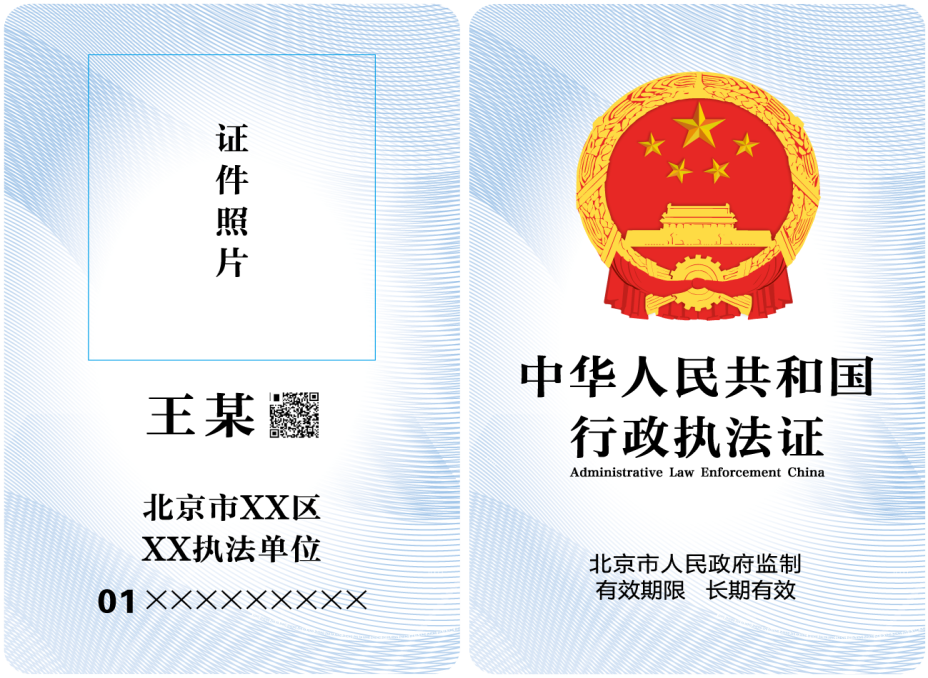 证件照片
王某
北京市XX区
XX执法单位
01×××××××××
中华人民共和国
行政执法证
Administrative Law Enforcement China
北京市人民政府监制
有效期限 长期有效